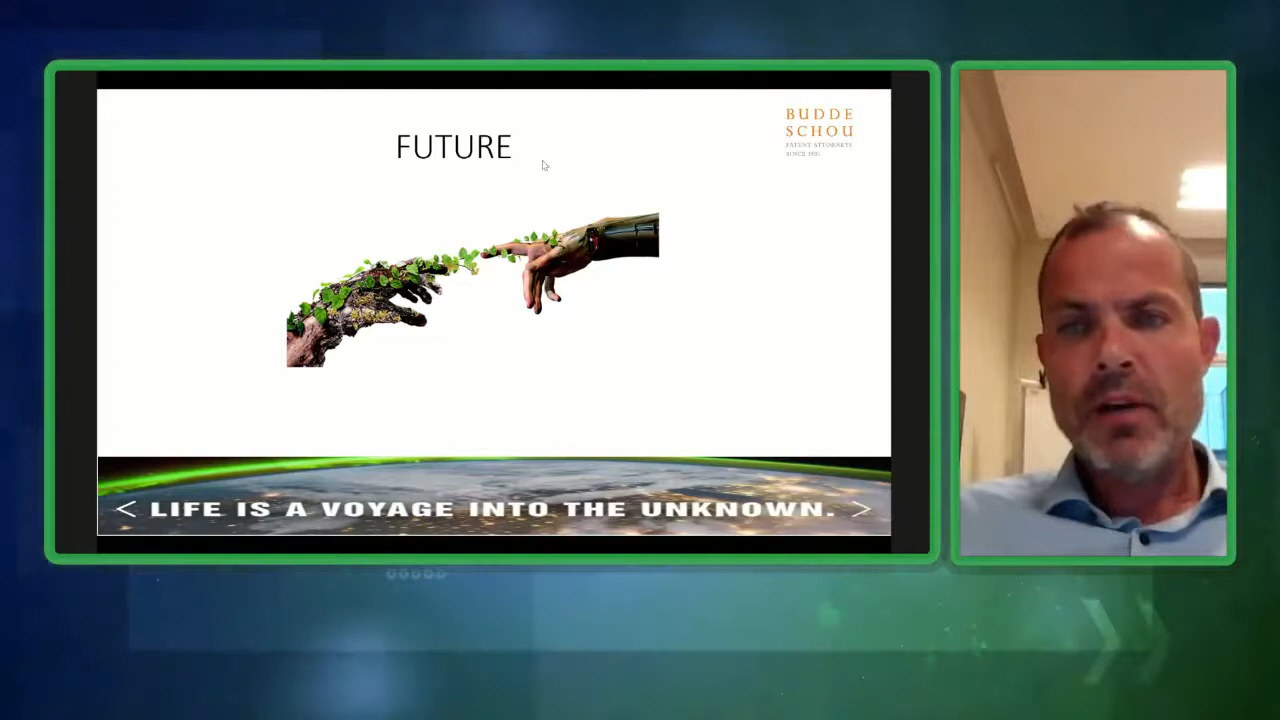 FUTURE
BUDDE
SCHOU
PATENT ATTORNEYS
< LIFE IS A VOYAGE INTO THE UNKNOWN. >